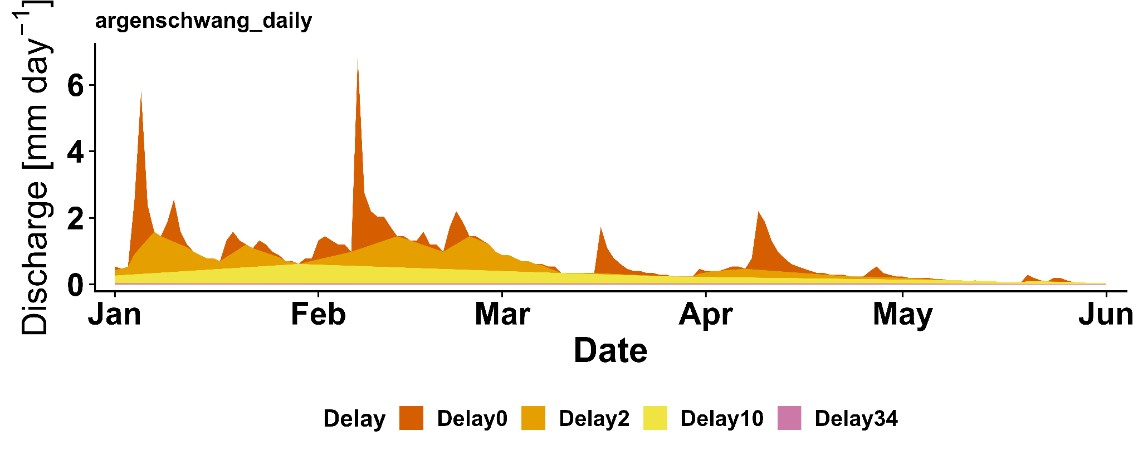 argenschwang_daily
Discharge [mm day⁻¹]
6
4
2
0
Jan Feb Mar Apr May Jun
Date
Delay Delay0 Delay2 Delay10 Delay34